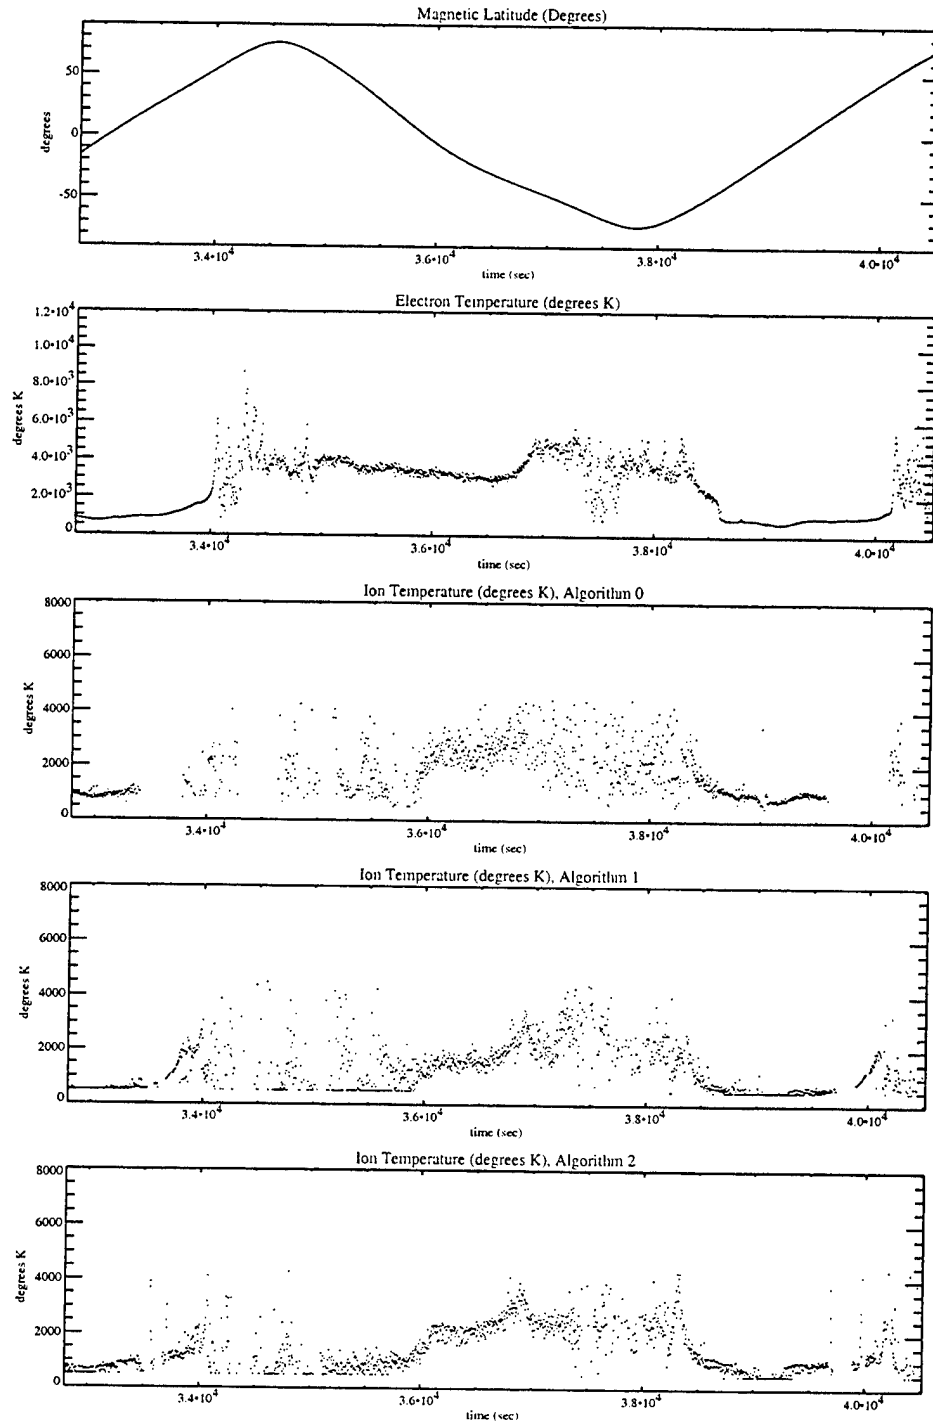 Magnetic Latitude (Degrees)
degrees
50
0
-50
3.4•10⁴ 3.6•10⁴ 3.8•10⁴ 4.0•10⁴
time (sec)
Electron Temperature (degrees K)
degrees K
1.2•10⁴
1.0•10⁴
8.0•10³
6.0•10³
4.0•10³
2.0•10³
0
3.4•10⁴ 3.6•10⁴ 3.8•10⁴ 4.0•10⁴
time (sec)
Ion Temperature (degrees K), Algorithm 0
degrees K
8000
6000
4000
2000
0
3.4•10⁴ 3.6•10⁴ 3.8•10⁴ 4.0•10⁴
time (sec)
Ion Temperature (degrees K), Algorithm 1
degrees K
8000
6000
4000
2000
0
3.4•10⁴ 3.6•10⁴ 3.8•10⁴ 4.0•10⁴
time (sec)
Ion Temperature (degrees K), Algorithm 2
degrees K
8000
6000
4000
2000
0
3.4•10⁴ 3.6•10⁴ 3.8•10⁴ 4.0•10⁴
time (sec)